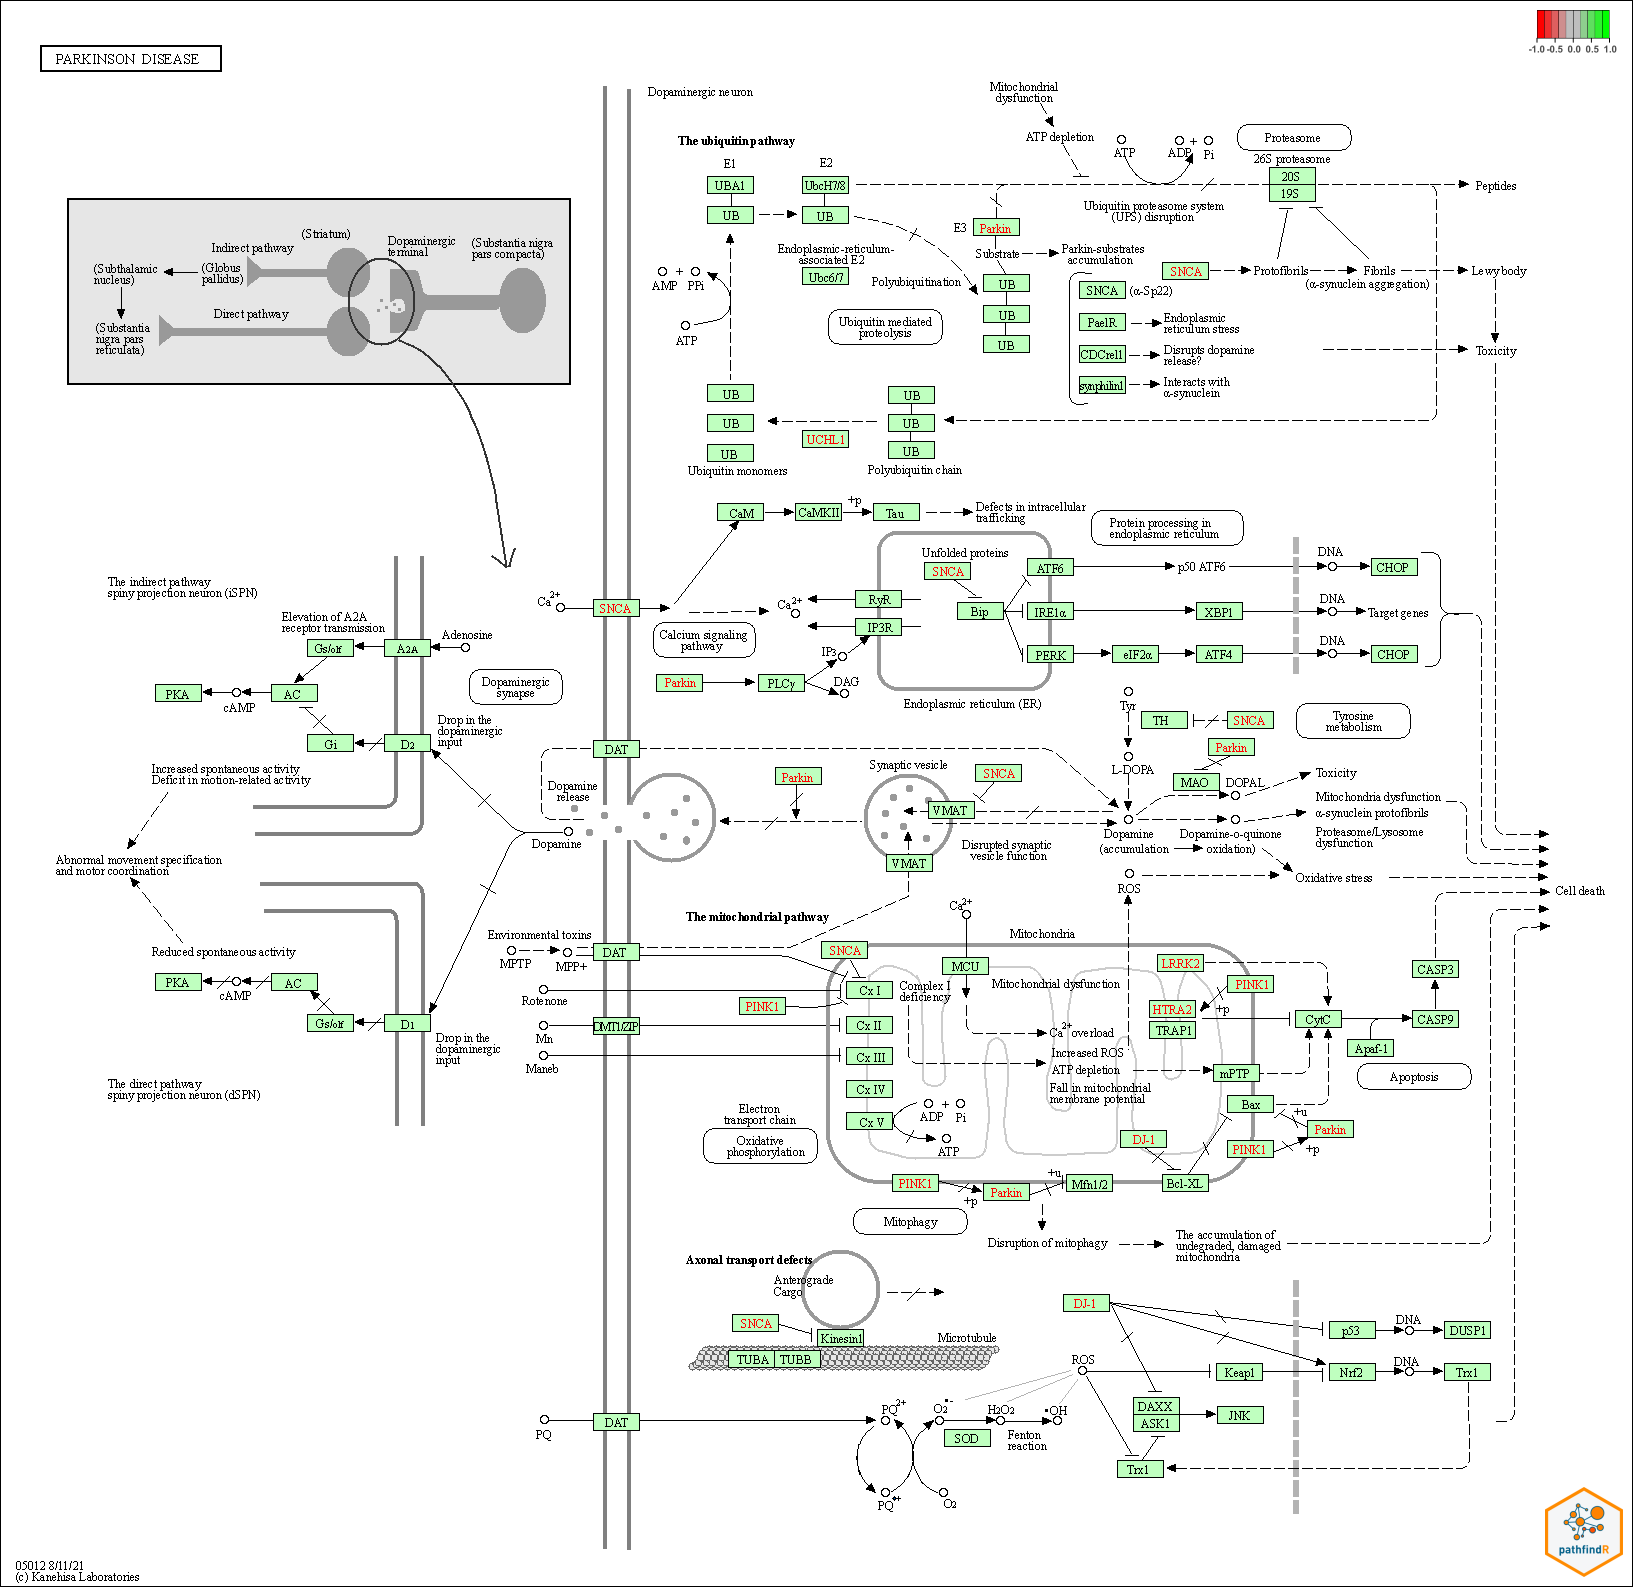 -1.0 -0.5 0.0 0.5 1.0
PARKINSON DISEASE
Dopaminergic neuron
Mitochondrial
dysfunction
ATP depletion
The ubiquitin pathway
E1
E2
UBA1
UbcH7/8
UB
UB
ATP
ADP + Pi
Proteasome
26S proteasome
20S
19S
Peptides
Ubiquitin proteasome system
(UPS) disruption
E3
Parkin
Substrate
Parkin-substrates
accumulation
Endoplasmic-reticulum-
associated E2
Ubc6/7
Polyubiquitination
UB
UB
UB
AMP + PPi
ATP
Ubiquitin mediated
proteolysis
SNCA
Protofibrils
Fibrils
(α-synuclein aggregation)
Lewy body
SNCA
(α-Sp22)
PaelR
Endoplasmic
reticulum stress
CDCrel1
Disrupts dopamine
release?
synphilin1
Interacts with
α-synuclein
Toxicity
UB
UB
UB
Ubiquitin monomers
UCHL1
UB
UB
UB
Polyubiquitin chain
(Striatum)
Indirect pathway
Dopaminergic
terminal
(Substantia nigra
pars compacta)
(Subthalamic
nucleus)
(Globus
pallidus)
Direct pathway
(Substantia
nigra pars
reticulata)
CaM
CaMKII
+p
Tau
Defects in intracellular
trafficking
Protein processing in
endoplasmic reticulum
Unfolded proteins
SNCA
Bip
ATF6
p50 ATF6
DNA
CHOP
IRE1α
XBP1
DNA
Target genes
PERK
eIF2α
ATF4
DNA
CHOP
Ca2+
SNCA
Ca2+
RyR
IP3R
Calcium signaling
pathway
IP3
DAG
Parkin
PLCγ
Endoplasmic reticulum (ER)
The indirect pathway
spiny projection neuron (iSPN)
Elevation of A2A
receptor transmission
Gs/olf
A2A
Adenosine
PKA
cAMP
AC
Dopaminergic
synapse
Gi
D2
Drop in the
dopaminergic
input
Increased spontaneous activity
Deficit in motion-related activity
Abnormal movement specification
and motor coordination
Reduced spontaneous activity
PKA
cAMP
AC
Gs/olf
D1
Drop in the
dopaminergic
input
The direct pathway
spiny projection neuron (dSPN)
DAT
Dopamine
release
Dopamine
Parkin
Synaptic vesicle
SNCA
VMAT
VMAT
Disrupted synaptic
vesicle function
Tyr
TH
SNCA
Tyrosine
metabolism
Parkin
L-DOPA
MAO
DOPAL
Toxicity
Dopamine
(accumulation
Dopamine-o-quinone
oxidation)
Mitochondria dysfunction
α-synuclein protofibrils
Proteasome/Lysosome
dysfunction
ROS
Oxidative stress
Cell death
The mitochondrial pathway
Environmental toxins
MPTP
MPP+
DAT
Rotenone
Mn
DMT1/ZIP
Maneb
SNCA
PINK1
Cx I
Cx II
Cx III
Cx IV
Cx V
Complex I
deficiency
Ca2+
MCU
Mitochondria
Mitochondrial dysfunction
Ca2+ overload
Increased ROS
ATP depletion
Fall in mitochondrial
membrane potential
ADP + Pi
ATP
Electron
transport chain
Oxidative
phosphorylation
LRRK2
PINK1
+p
HTRA2
TRAP1
CytC
CASP3
CASP9
Apaf-1
Apoptosis
mPTP
Bax
+u
Parkin
PINK1
+p
DJ-1
Bcl-XL
PINK1
+p
Parkin
+u
Mfn1/2
Mitophagy
Disruption of mitophagy
The accumulation of
undegraded, damaged
mitochondria
Axonal transport defects
Anterograde
Cargo
SNCA
Kinesin1
Microtubule
TUBA
TUBB
DJ-1
p53
DNA
DUSP1
ROS
Keap1
Nrf2
DNA
Trx1
DAXX
ASK1
JNK
Trx1
PQ
DAT
PQ2+
O2•-
H2O2
•OH
SOD
Fenton
reaction
PQ•+
O2
05012 8/11/21
(c) Kanehisa Laboratories
pathfindR